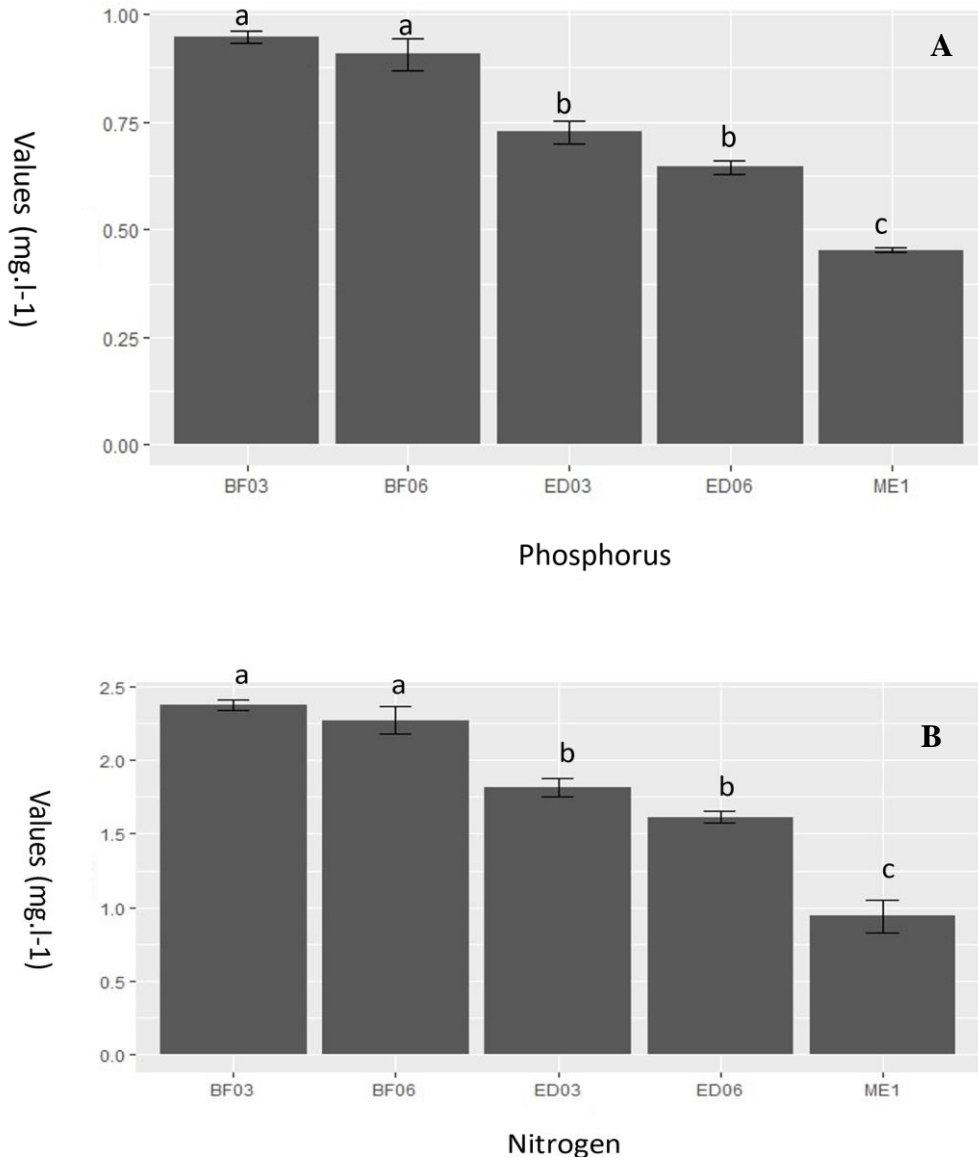 A
a
a
b
b
c
Values (mg.l-1)
1.00
0.75
0.50
0.25
0.00
BF03 BF06 ED03 ED06 ME1
Phosphorus
B
a
a
b
b
c
Values (mg.l-1)
2.5
2.0
1.5
1.0
0.5
0.0
BF03 BF06 ED03 ED06 ME1
Nitrogen